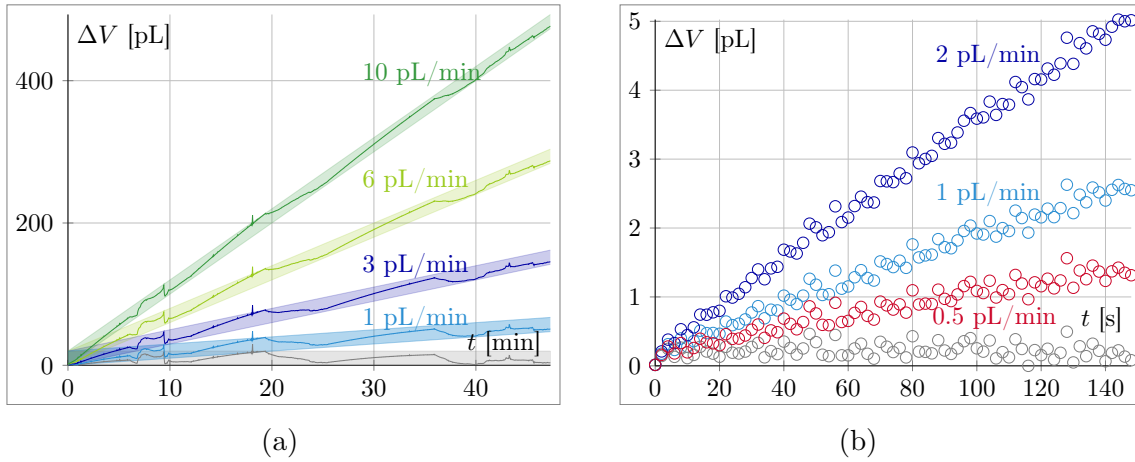 ΔV [pL]
400
200
0
0
10
20
30
40
10 pL/min
6 pL/min
3 pL/min
1 pL/min
t [min]
(a)
ΔV [pL]
5
4
3
2
1
0
0
20
40
60
80
100
120
140
2 pL/min
1 pL/min
0.5 pL/min
t [s]
(b)